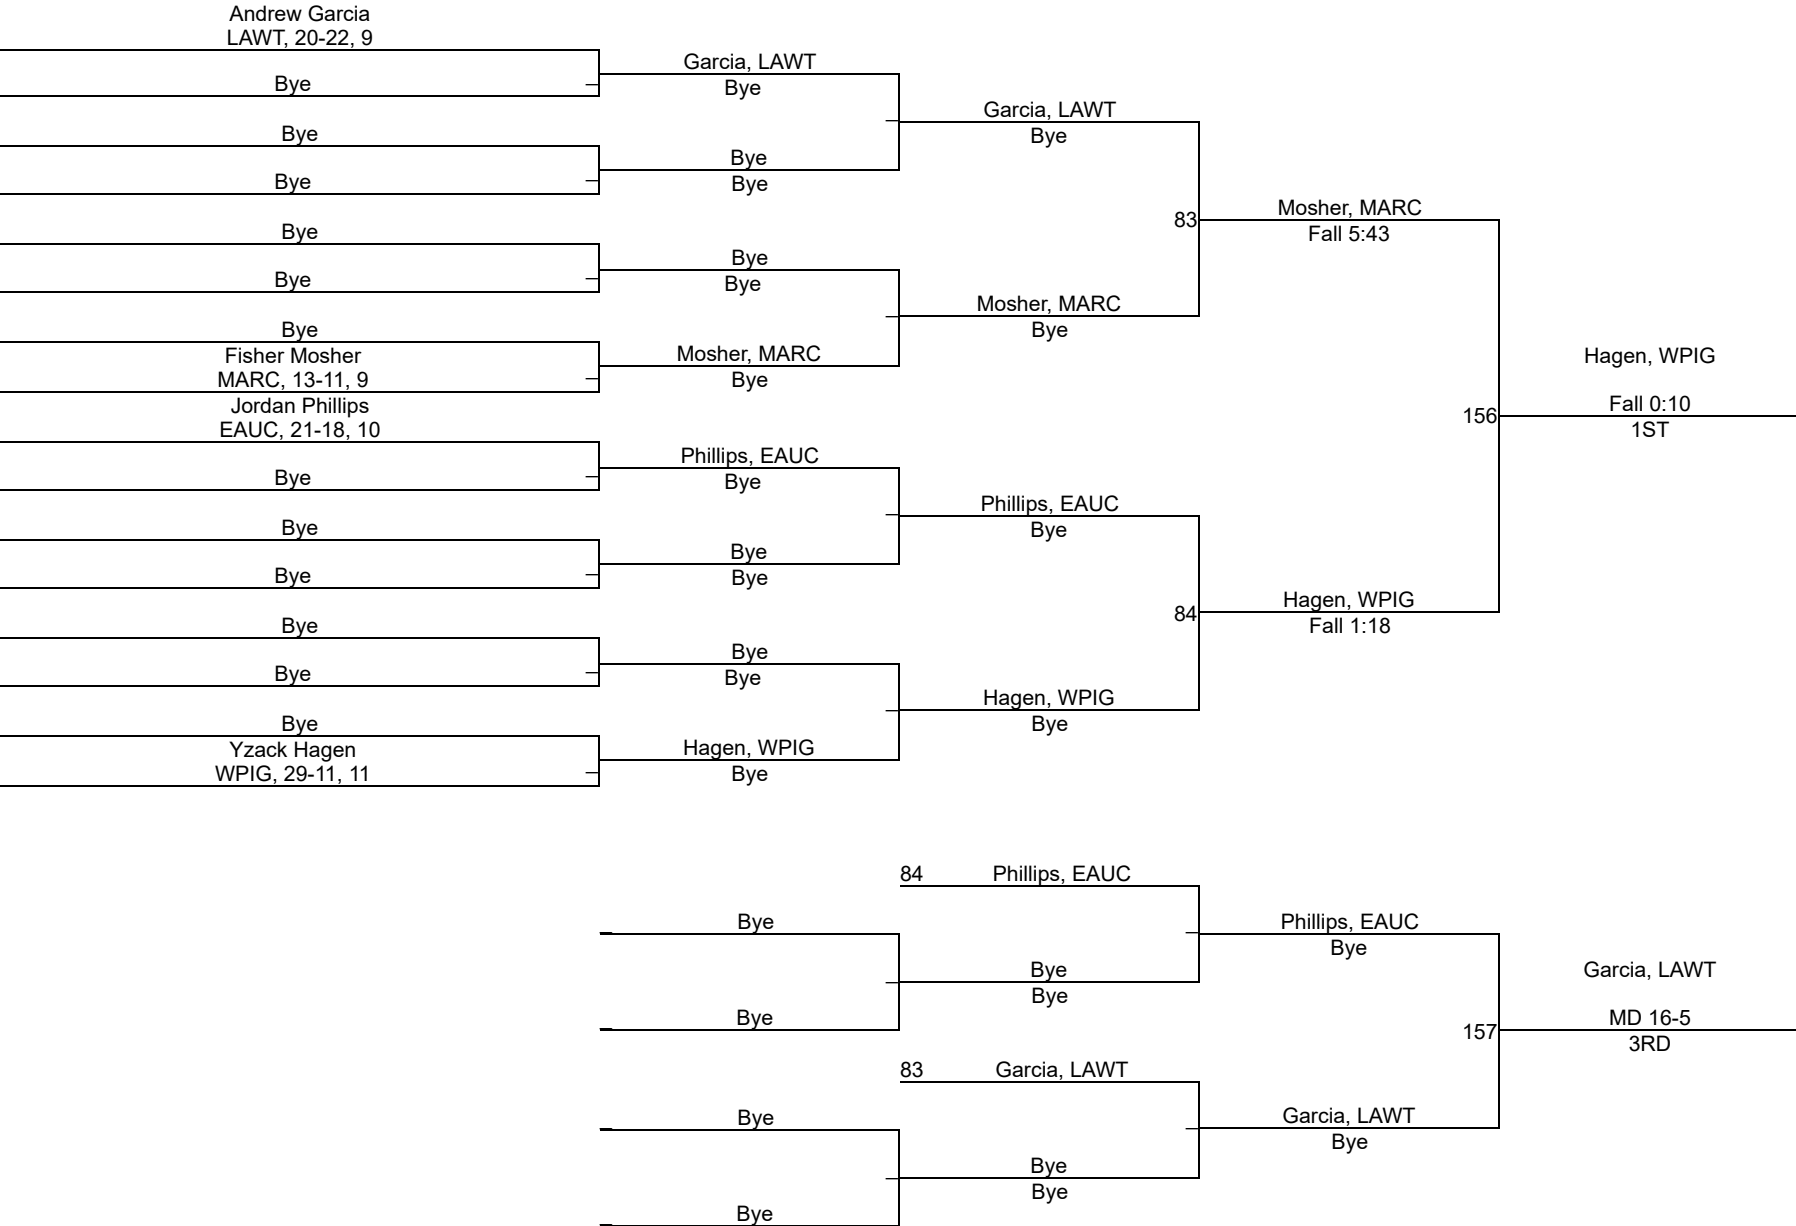 Andrew Garcia
LAWT, 20-22, 9
Bye
Bye
Bye
Bye
Bye
Bye
Fisher Mosher
MARC, 13-11, 9
Jordan Phillips
EAUC, 21-18, 10
Bye
Bye
Bye
Bye
Bye
Bye
Yzack Hagen
WPIG, 29-11, 11
Garcia, LAWT
Bye
Bye
Bye
Bye
Bye
Mosher, MARC
Bye
Phillips, EAUC
Bye
Bye
Bye
Bye
Bye
Hagen, WPIG
Bye
Garcia, LAWT
Bye
Mosher, MARC
Bye
Phillips, EAUC
Bye
Hagen, WPIG
Bye
83
Mosher, MARC
Fall 5:43
84
Hagen, WPIG
Fall 1:18
156
Hagen, WPIG
Fall 0:10
1ST
Bye
Bye
Bye
Bye
84 Phillips, EAUC
Bye
Bye
83 Garcia, LAWT
Bye
Bye
Phillips, EAUC
Bye
Garcia, LAWT
Bye
157
Garcia, LAWT
MD 16-5
3RD